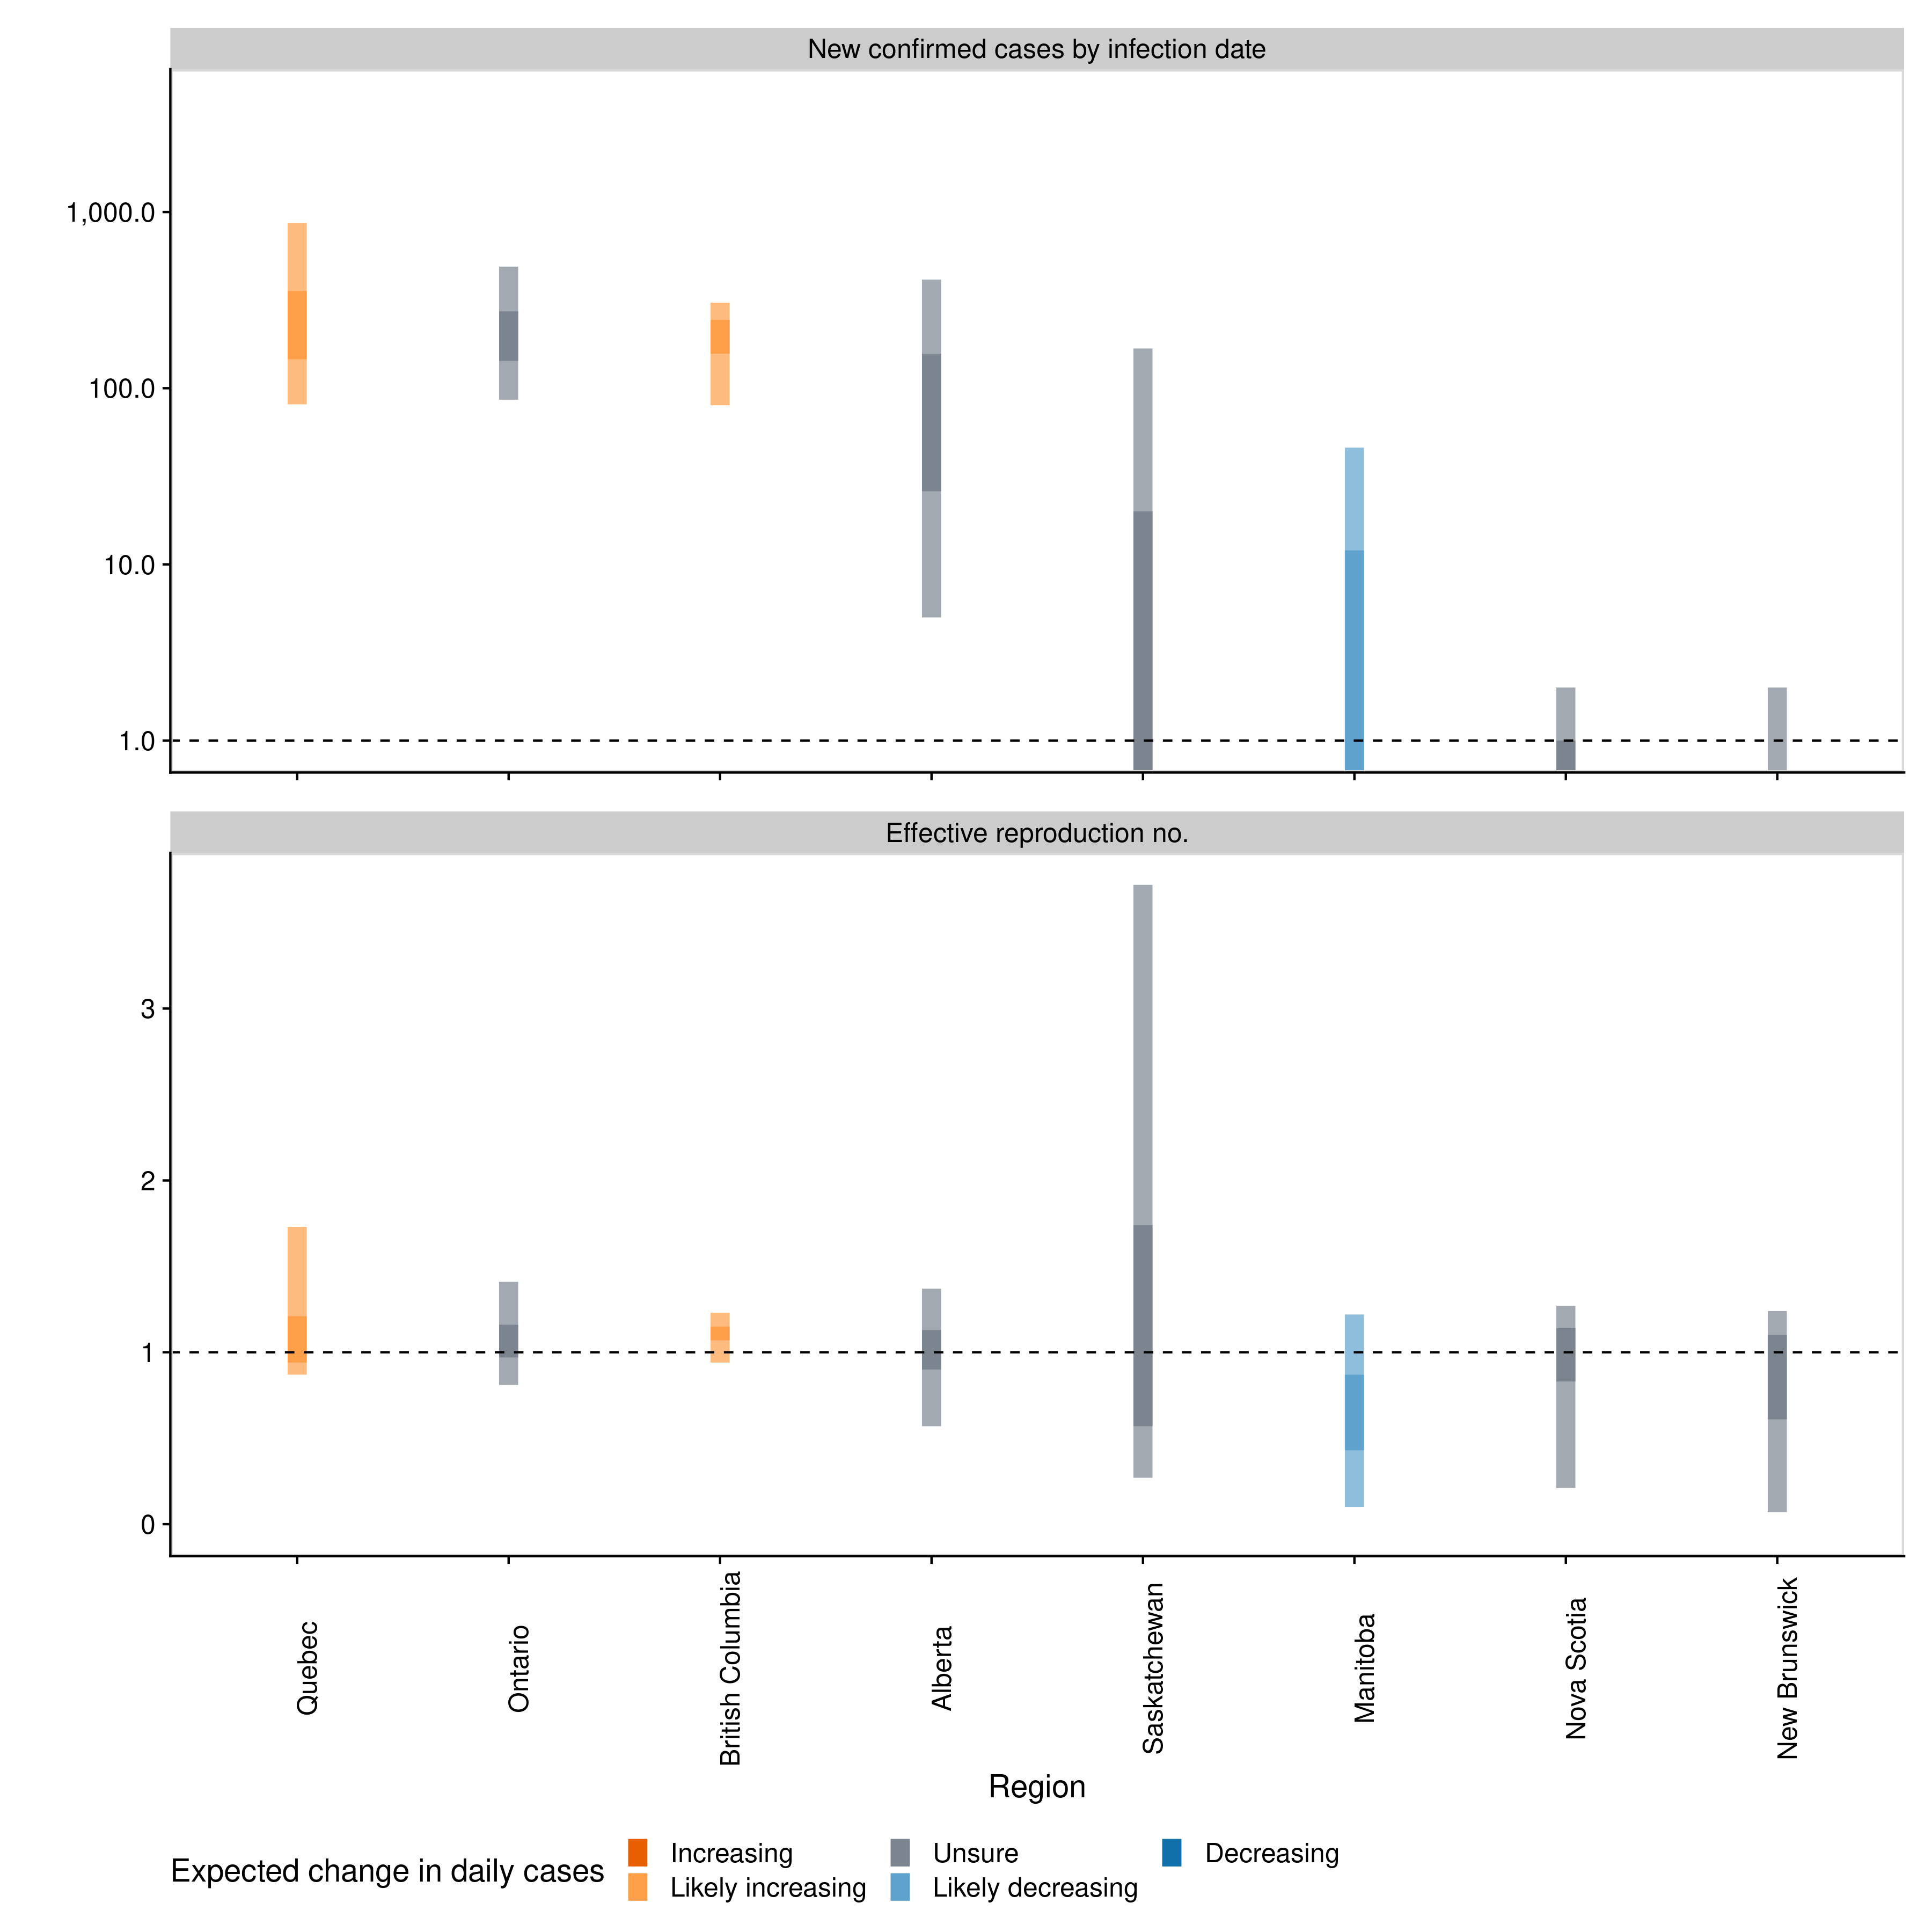 New confirmed cases by infection date
1,000.0
100.0
10.0
1.0
Effective reproduction no.
3
2
1
0
Quebec
Ontario
British Columbia
Alberta
Saskatchewan
Manitoba
Nova Scotia
New Brunswick
Region
Expected change in daily cases
Increasing
Likely increasing
Unsure
Likely decreasing
Decreasing